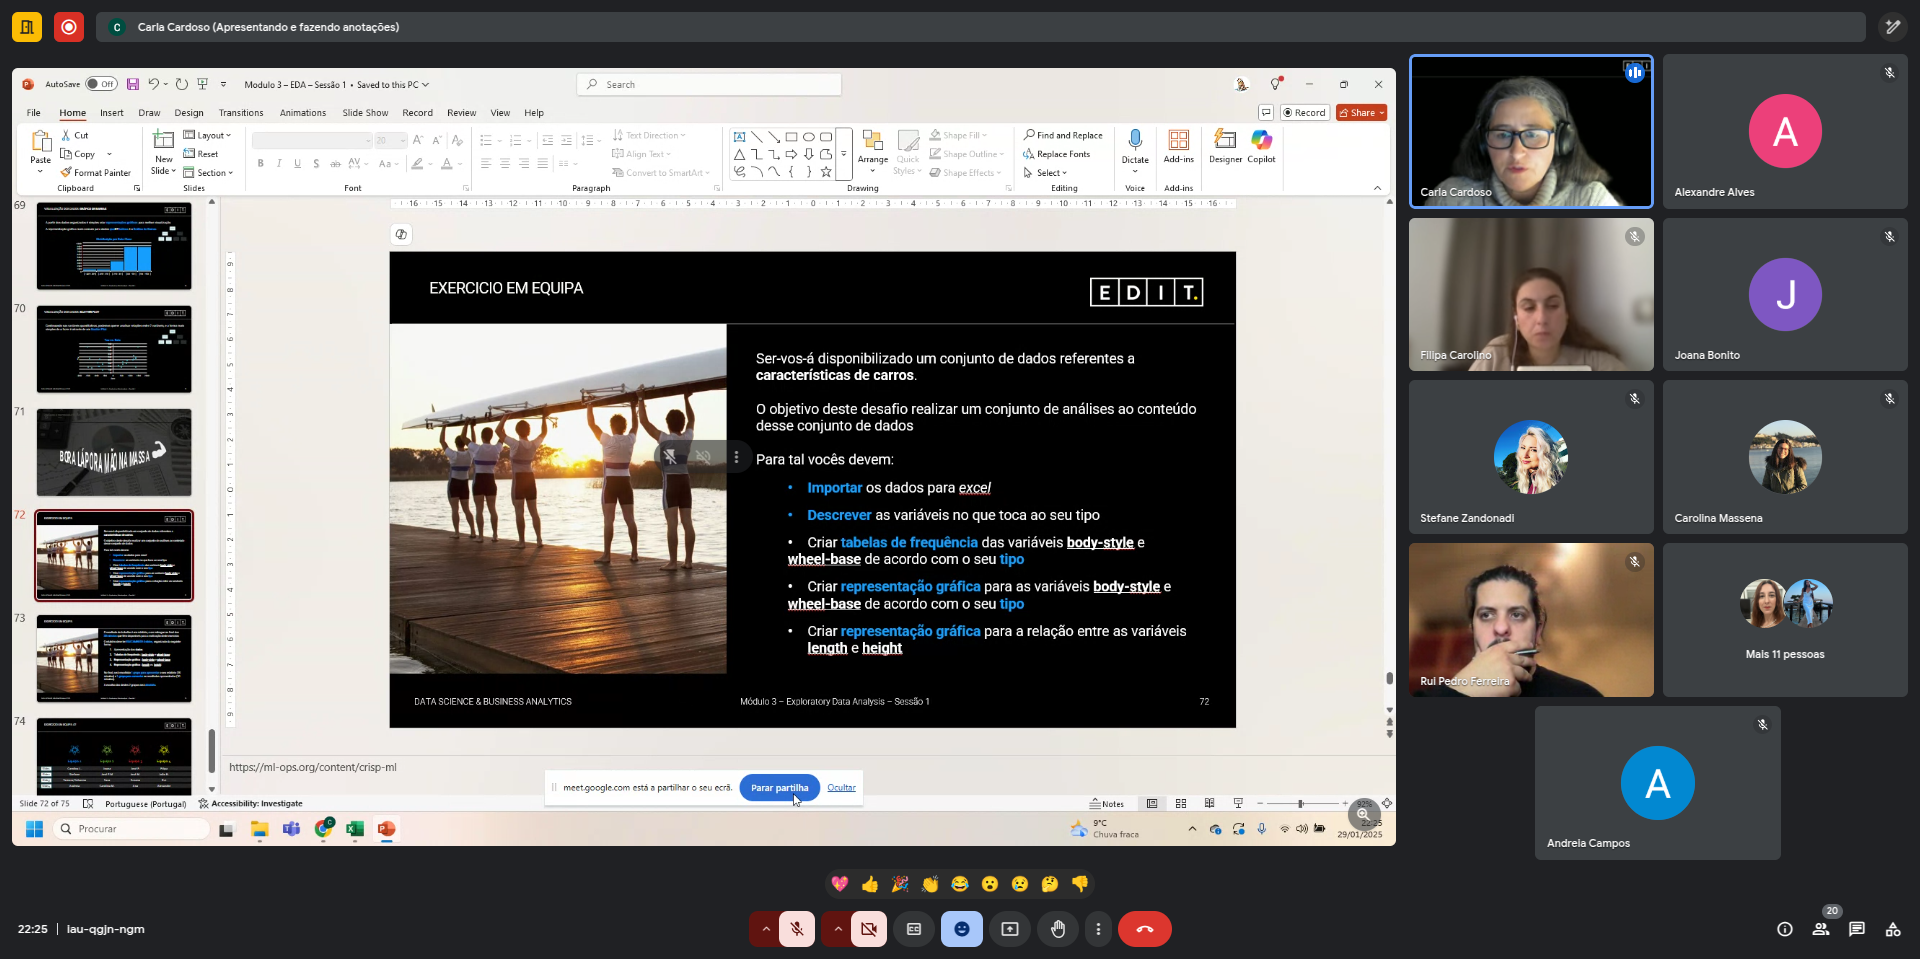 Carla Cardoso (Apresentando e fazendo anotações)
AutoSave Off Modulo 3 – EDA – Sessão 1 • Saved to this PC
Search
File Home Insert Draw Design Transitions Animations Slide Show Record Review View Help
Record Share
Paste
Cut
Copy
Format Painter
Clipboard
New Slide
Layout
Reset
Section
Slides
20
Font
Paragraph
Text Direction
Align Text
Convert to SmartArt
Arrange
Quick Styles
Shape Fill
Shape Outline
Shape Effects
Drawing
Find and Replace
Replace Fonts
Select
Editing
Dictate
Voice
Add-ins
Add-ins
Designer
Copilot
69
70
71
BORA LÁ PÔR A MÃO NA MASSA
72
73
74
EXERCICIO EM EQUIPA
EDIT.
Ser-vos-á disponibilizado um conjunto de dados referentes a
características de carros.
O objetivo deste desafio realizar um conjunto de análises ao conteúdo
desse conjunto de dados
Para tal vocês devem:
• Importar os dados para excel
• Descrever as variáveis no que toca ao seu tipo
• Criar tabelas de frequência das variáveis body-style e
wheel-base de acordo com o seu tipo
• Criar representação gráfica para as variáveis body-style e
wheel-base de acordo com o seu tipo
• Criar representação gráfica para a relação entre as variáveis
length e height
DATA SCIENCE & BUSINESS ANALYTICS
Módulo 3 – Exploratory Data Analysis – Sessão 1
72
https://ml-ops.org/content/crisp-ml
meet.google.com está a partilhar o seu ecrã.
Parar partilha
Ocultar
Slide 72 of 75
Portuguese (Portugal)
Accessibility: Investigate
Notes
Procurar
9°C
Chuva fraca
29/01/2025
Carla Cardoso
A
Alexandre Alves
Filipa Carolino
J
Joana Bonito
Stefane Zandonadi
Carolina Massena
Rui Pedro Ferreira
Mais 11 pessoas
A
Andreia Campos
22:25 | lau-qgjn-ngm
20